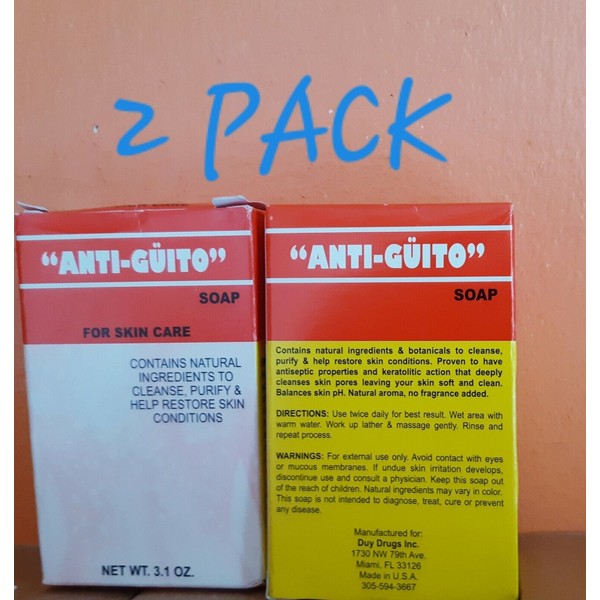 2 PACK
"ANTI-GÜITO"
SOAP
FOR SKIN CARE
CONTAINS NATURAL
INGREDIENTS TO
CLEANSE, PURIFY &
HELP RESTORE SKIN
CONDITIONS
NET WT. 3.1 OZ.
"ANTI-GÜITO"
SOAP
Contains natural ingredients & botanicals to cleanse,
purify & help restore skin conditions. Proven to have
antiseptic properties and keratolitic action that deeply
cleanses skin pores leaving your skin soft and clean.
Balances skin pH. Natural aroma, no fragrance added.
DIRECTIONS: Use twice daily for best result. Wet area with
warm water. Work up lather & massage gently. Rinse and
repeat process.
WARNINGS: For external use only. Avoid contact with eyes
or mucous membranes. If undue skin irritation develops,
discontinue use and consult a physician. Keep this soap out
of the reach of children. Natural ingredients may vary in color.
This soap is not intended to diagnose, treat, cure or prevent
any disease.
Manufactured for:
Duy Drugs Inc.
1730 NW 79th Ave.
Miami, FL 33126
Made in U.S.A.
305-594-3667